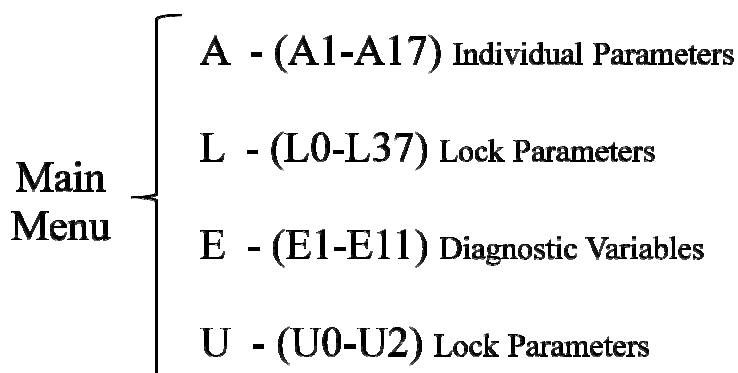 Main
Menu
A - (A1-A17) Individual Parameters
L - (L0-L37) Lock Parameters
E - (E1-E11) Diagnostic Variables
U - (U0-U2) Lock Parameters